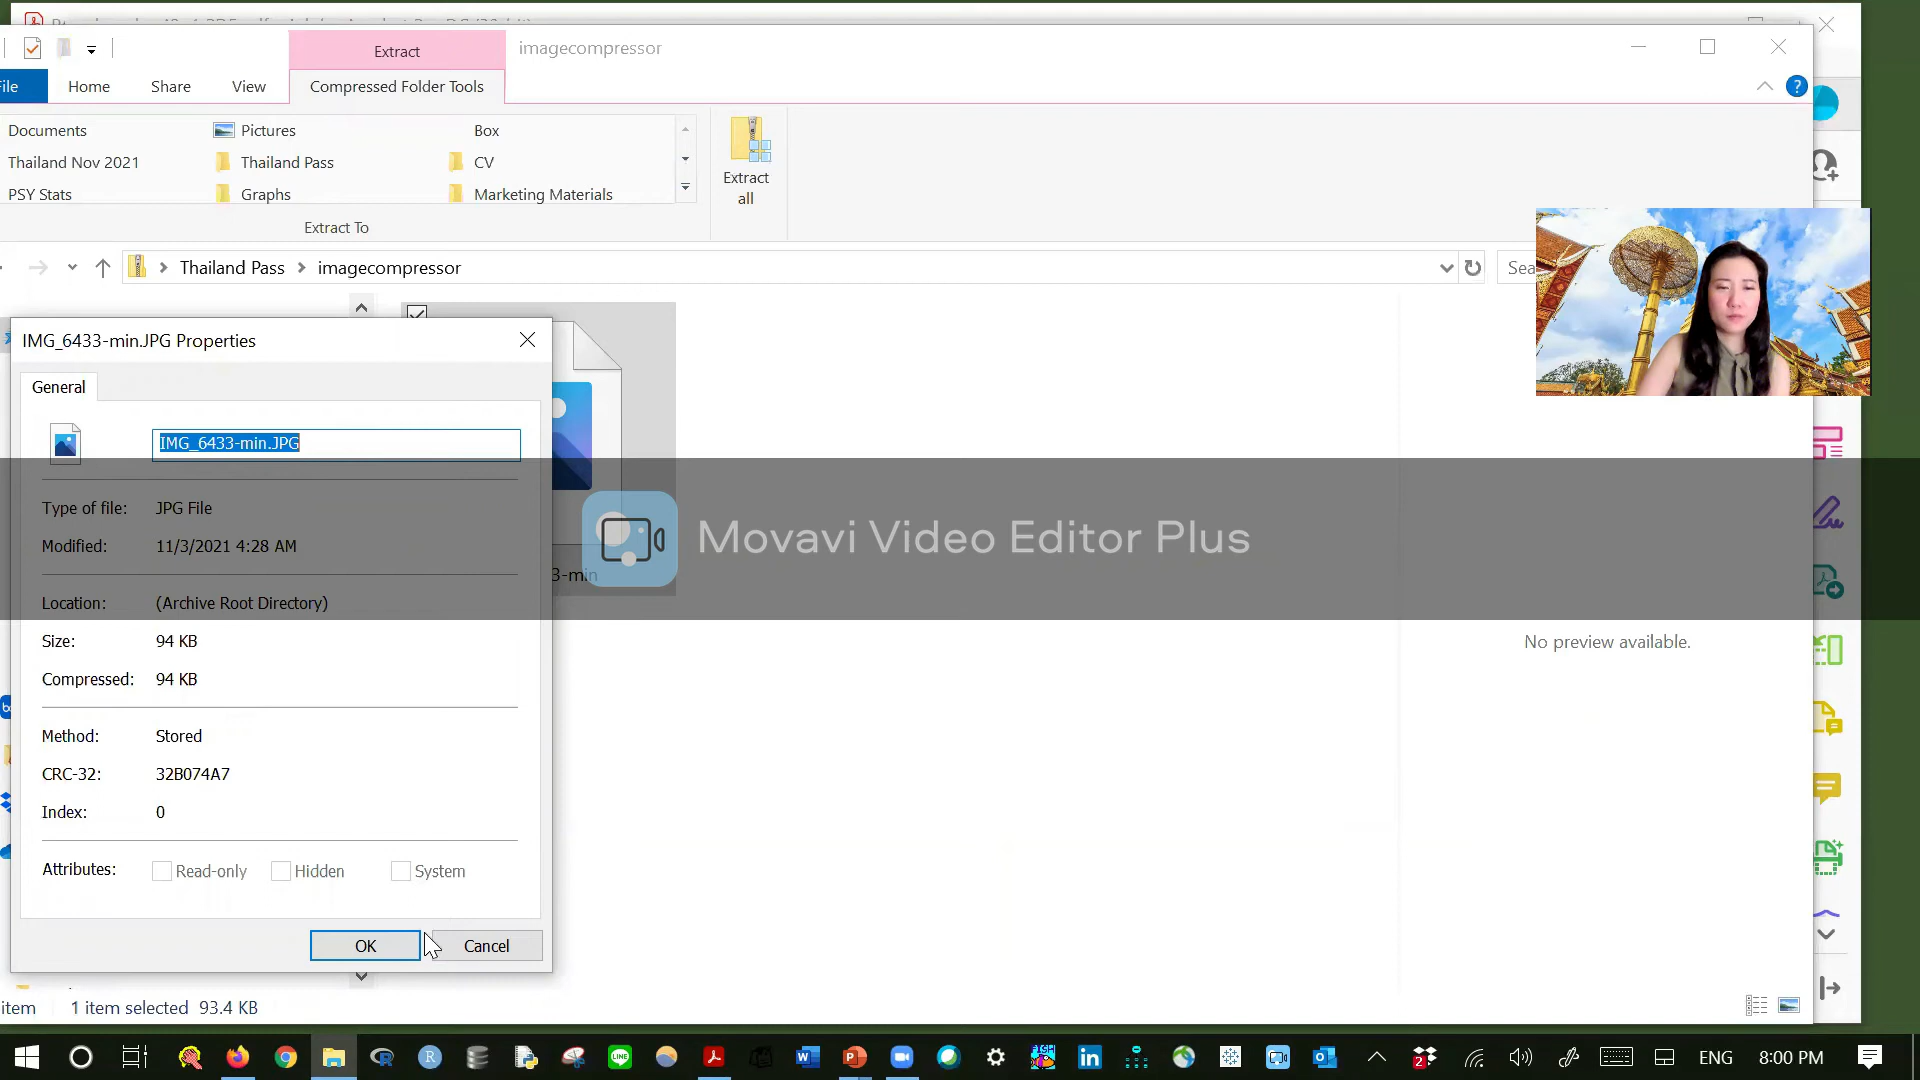 Extract
imagecompressor
File
Home
Share
View
Compressed Folder Tools
Documents
Pictures
Box
Thailand Nov 2021
Thailand Pass
CV
PSY Stats
Graphs
Marketing Materials
Extract
all
Extract To
Thailand Pass
imagecompressor
Sea
IMG_6433-min.JPG Properties
General
IMG_6433-min.JPG
Type of file: JPG File
Modified: 11/3/2021 4:28 AM
3-min
Movavi Video Editor Plus
Location: (Archive Root Directory)
Size: 94 KB
Compressed: 94 KB
No preview available.
Method: Stored
CRC-32: 32B074A7
Index: 0
Attributes: Read-only Hidden System
OK
Cancel
item 1 item selected 93.4 KB
ENG
8:00 PM